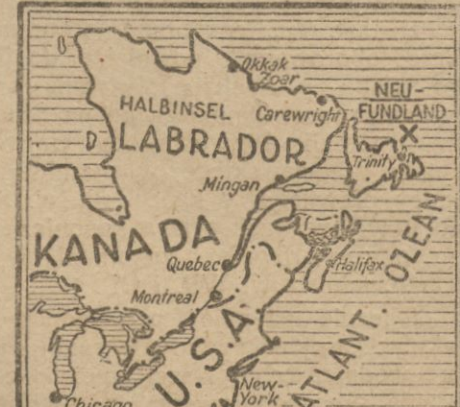 Okkak
Zoar
NEU-
FUNDLAND
HALBINSEL
Carewright
LABRADOR
Trinity
Mingan
KANADA
Quebec
Halifax
ATLANT. OZEAN
Montreal
U.S.A.
New-
York
Chicago